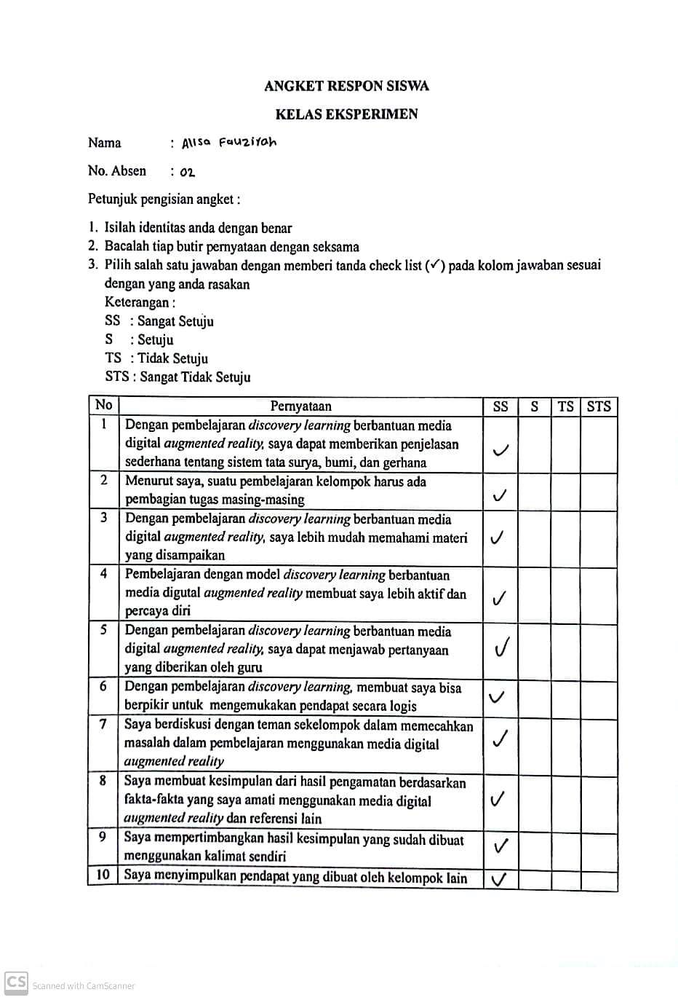 ANGKET RESPON SISWA
KELAS EKSPERIMEN
Nama : Alisa Fauziyah
No. Absen : 02
Petunjuk pengisian angket :
1. Isilah identitas anda dengan benar
2. Bacalah tiap butir pernyataan dengan seksama
3. Pilih salah satu jawaban dengan memberi tanda check list (✓) pada kolom jawaban sesuai
dengan yang anda rasakan
Keterangan :
SS : Sangat Setuju
S : Setuju
TS : Tidak Setuju
STS : Sangat Tidak Setuju
No Pernyataan SS S TS STS
1 Dengan pembelajaran discovery learning berbantuan media
digital augmented reality, saya dapat memberikan penjelasan
sederhana tentang sistem tata surya, bumi, dan gerhana ✓
2 Menurut saya, suatu pembelajaran kelompok harus ada
pembagian tugas masing-masing ✓
3 Dengan pembelajaran discovery learning berbantuan media
digital augmented reality, saya lebih mudah memahami materi ✓
yang disampaikan
4 Pembelajaran dengan model discovery learning berbantuan
media digutal augmented reality membuat saya lebih aktif dan ✓
percaya diri
5 Dengan pembelajaran discovery learning berbantuan media
digital augmented reality, saya dapat menjawab pertanyaan ✓
yang diberikan oleh guru
6 Dengan pembelajaran discovery learning, membuat saya bisa
berpikir untuk mengemukakan pendapat secara logis ✓
7 Saya berdiskusi dengan teman sekelompok dalam memecahkan
masalah dalam pembelajaran menggunakan media digital ✓
augmented reality
8 Saya membuat kesimpulan dari hasil pengamatan berdasarkan
fakta-fakta yang saya amati menggunakan media digital ✓
augmented reality dan referensi lain
9 Saya mempertimbangkan hasil kesimpulan yang sudah dibuat
menggunakan kalimat sendiri ✓
10 Saya menyimpulkan pendapat yang dibuat oleh kelompok lain ✓
CS Scanned with CamScanner